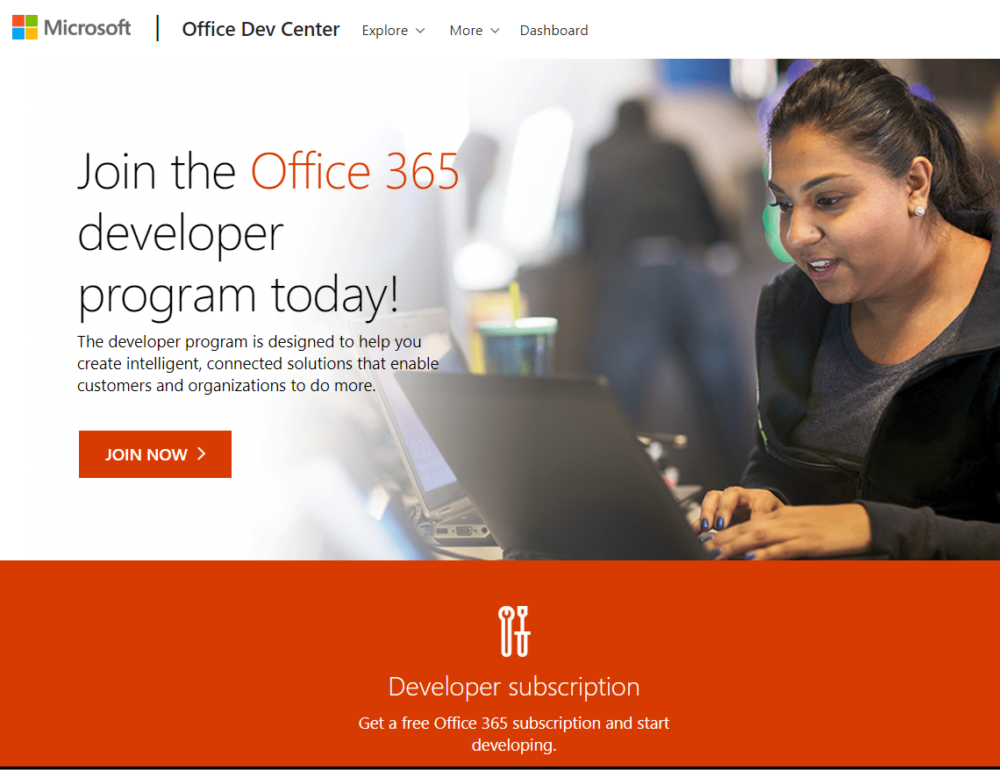 Microsoft | Office Dev Center Explore More Dashboard
Join the Office 365
developer
program today!
The developer program is designed to help you
create intelligent, connected solutions that enable
customers and organizations to do more.
JOIN NOW
Developer subscription
Get a free Office 365 subscription and start
developing.